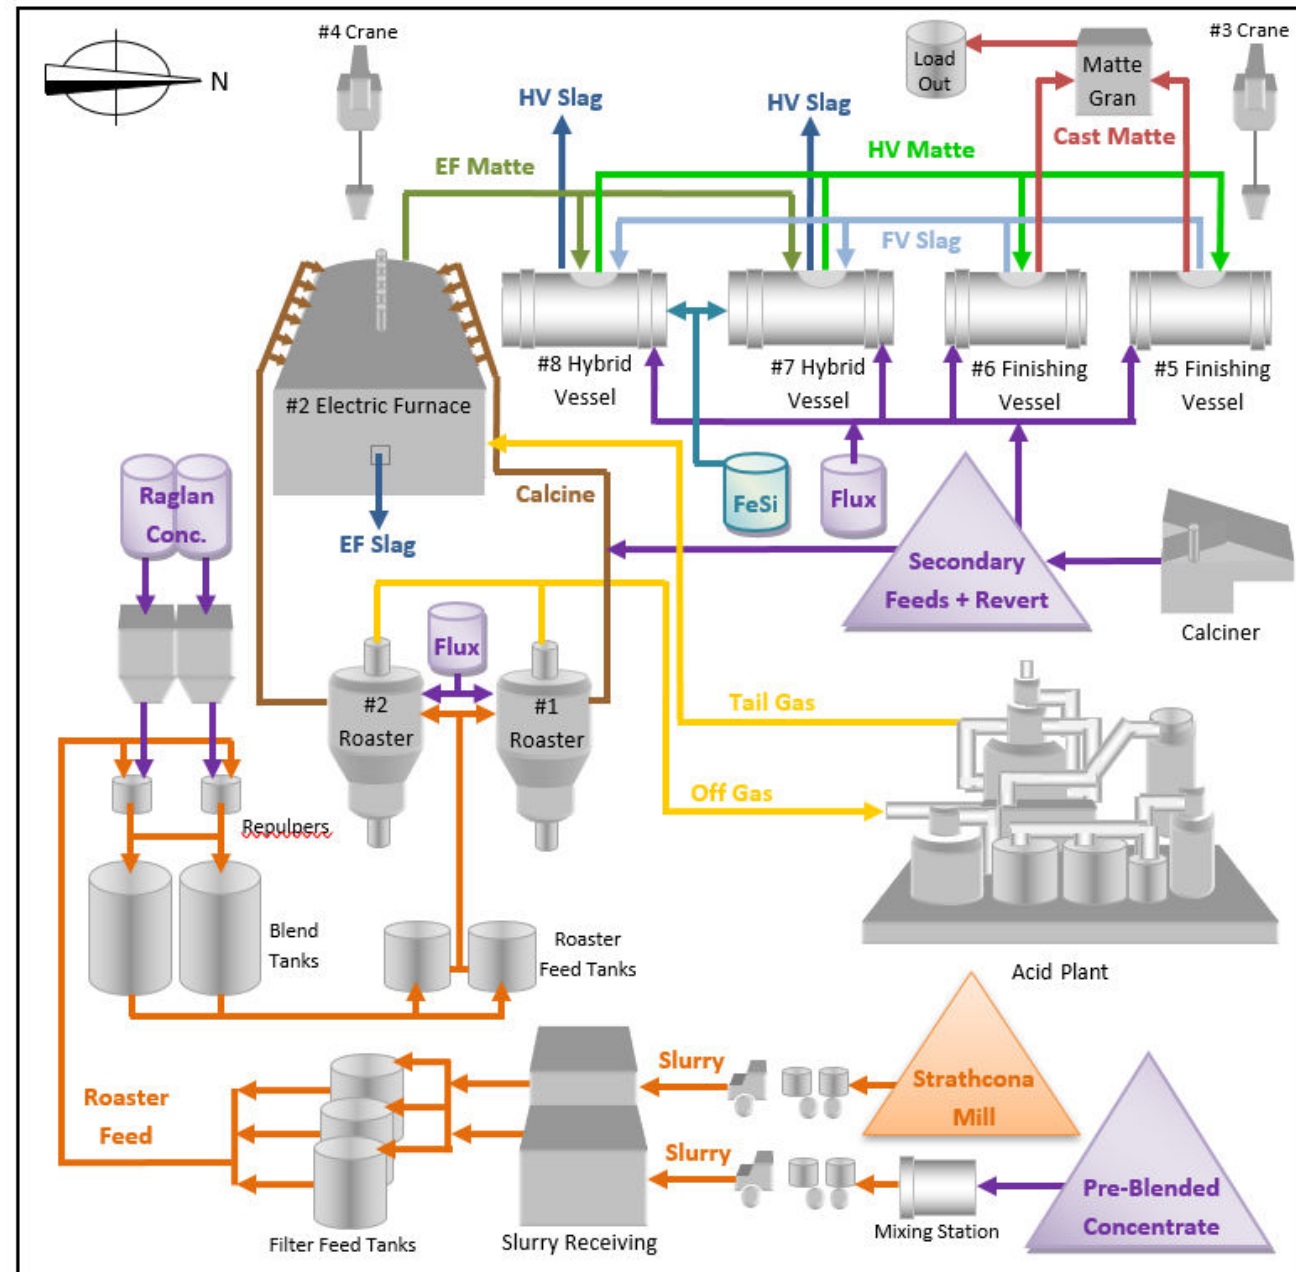 #4 Crane
#3 Crane
N
Load
Out
Matte
Gran
HV Slag
HV Slag
Cast Matte
HV Matte
EF Matte
FV Slag
#8 Hybrid
Vessel
#7 Hybrid
Vessel
#6 Finishing
Vessel
#5 Finishing
Vessel
#2 Electric Furnace
Raglan
Conc.
Calcine
FeSi
Flux
EF Slag
Secondary
Feeds + Revert
Calciner
Flux
#2
Roaster
#1
Roaster
Tail Gas
Off Gas
Repulpers
Blend
Tanks
Roaster
Feed Tanks
Acid Plant
Roaster
Feed
Slurry
Strathcona
Mill
Slurry
Pre-Blended
Concentrate
Filter Feed Tanks
Slurry Receiving
Mixing Station